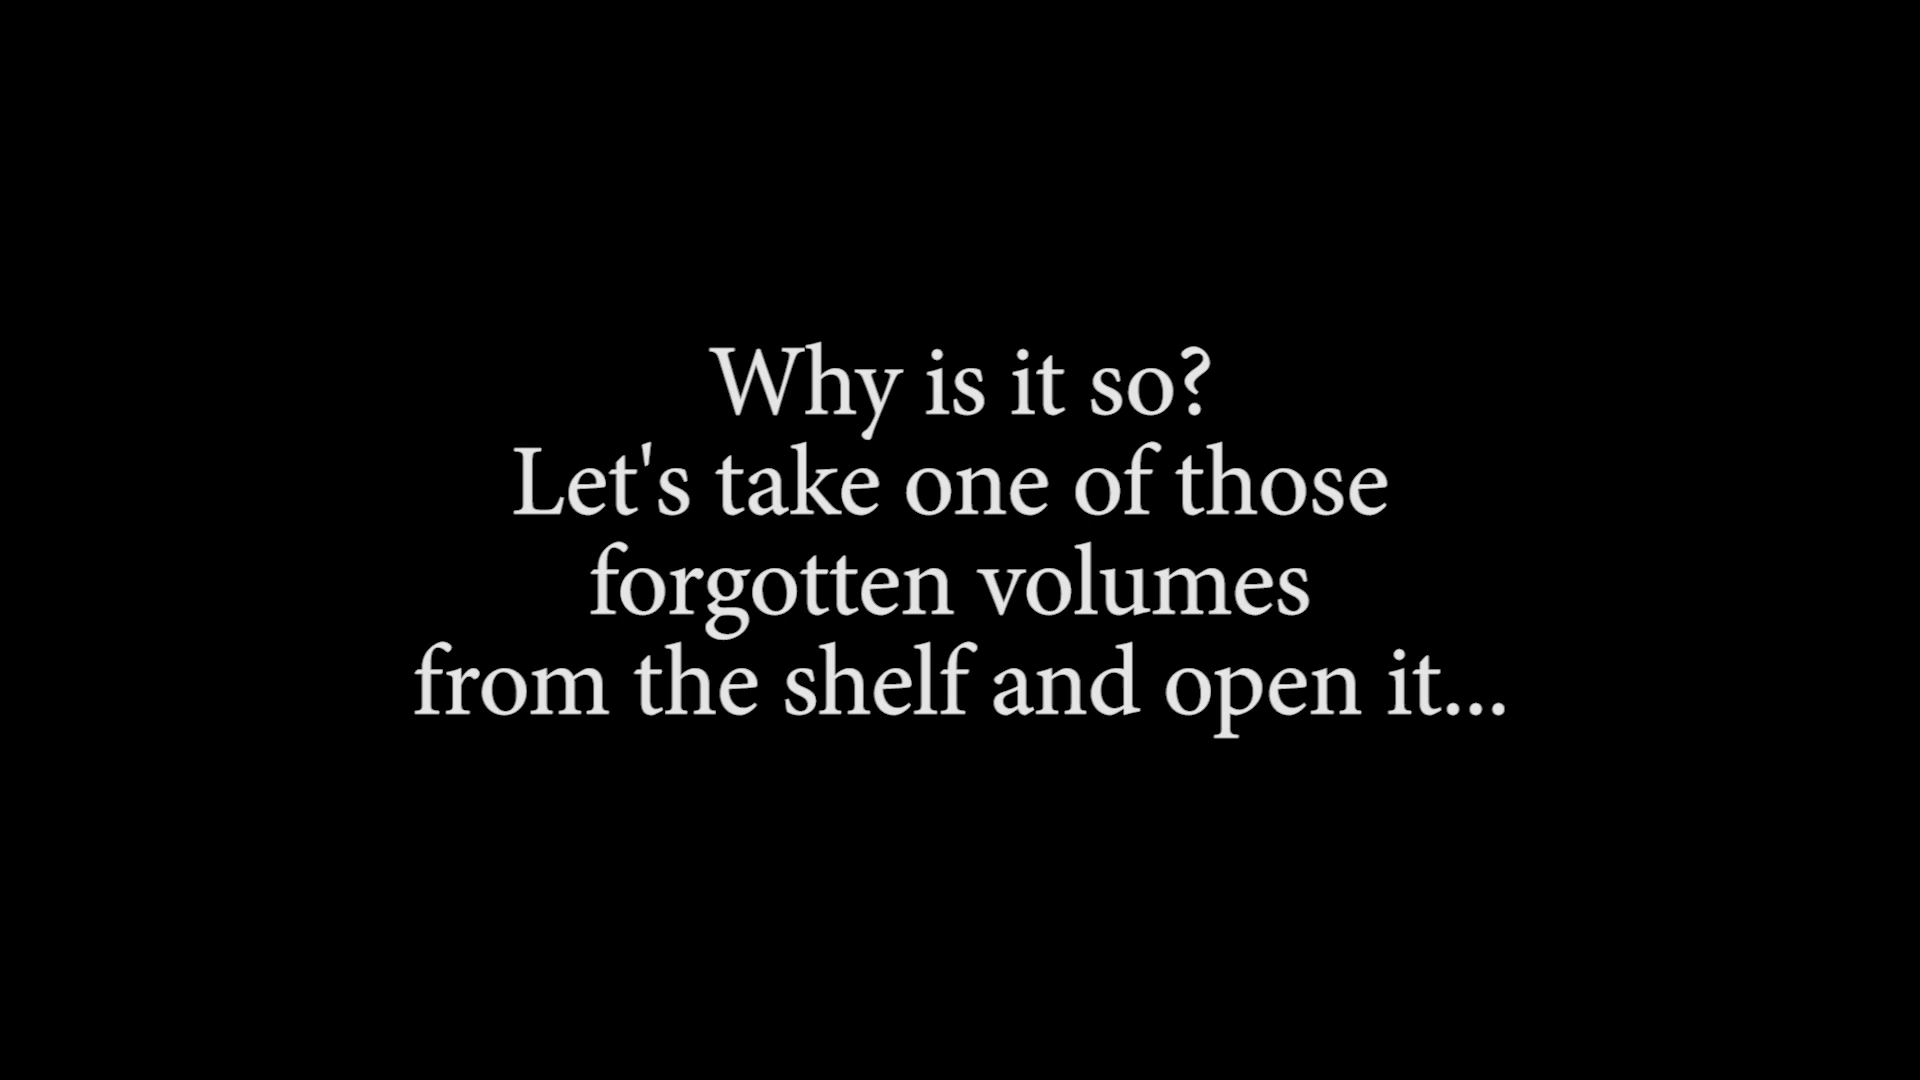 Why is it so?
Let's take one of those
forgotten volumes
from the shelf and open it...